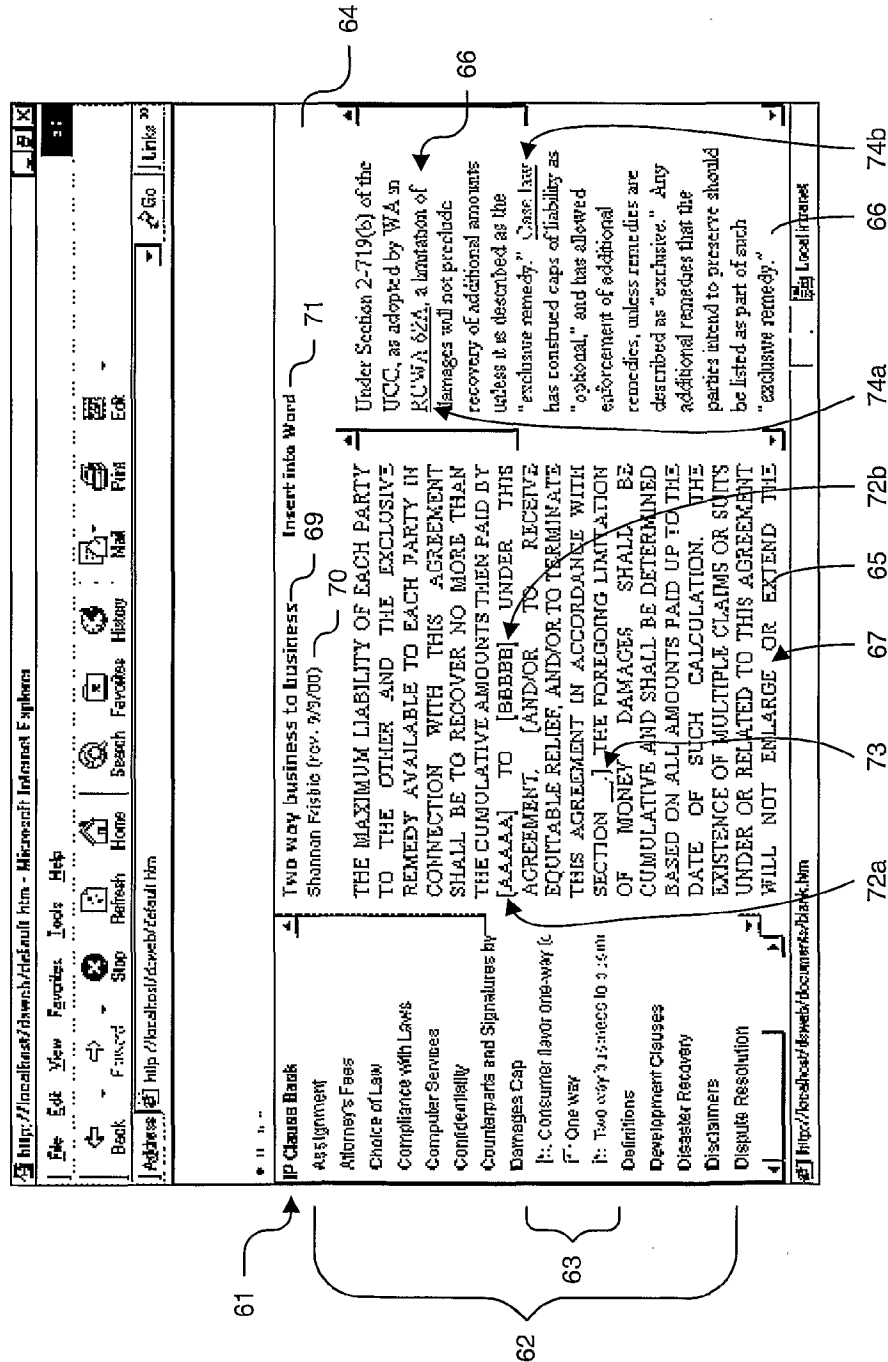 http://localhost/dsweb/default.htm - Microsoft Internet Explorer
File Edit View Favorites Tools Help
Back Forward Stop Refresh Home Search Favorites History Mail Print Edit
Address http://localhost/dsweb/default.htm Go Links »
IP Clause Bank
Assignment
Attorney's Fees
Choice of Law
Compliance with Laws
Computer Services
Confidentiality
Counterparts and Signatures by
Damages Cap
Consumer flavor one-way (c
One way
Two way business to
Definitions
Development Clauses
Disaster Recovery
Disclaimers
Dispute Resolution
Two way business to business
Insert into Word
Shannan Frisbie (rev. 9/9/00)
THE MAXIMUM LIABILITY OF EACH PARTY
TO THE OTHER AND THE EXCLUSIVE
REMEDY AVAILABLE TO EACH PARTY IN
CONNECTION WITH THIS AGREEMENT
SHALL BE TO RECOVER NO MORE THAN
THE CUMULATIVE AMOUNTS THEN PAID BY
[AAAAA] TO [BBBBB] UNDER THIS
AGREEMENT. [AND/OR TO RECEIVE
EQUITABLE RELIEF, AND/OR TO TERMINATE
THIS AGREEMENT IN ACCORDANCE WITH
SECTION __.] THE FOREGOING LIMITATION
OF MONEY DAMAGES SHALL BE
CUMULATIVE AND SHALL BE DETERMINED
BASED ON ALL AMOUNTS PAID UP TO THE
DATE OF SUCH CALCULATION. THE
EXISTENCE OF MULTIPLE CLAIMS OR SUITS
UNDER OR RELATED TO THIS AGREEMENT
WILL NOT ENLARGE OR EXTEND THE
Under Section 2-719(b) of the
UCC, as adopted by WA in
RCWA 62A, a limitation of
damages will not preclude
recovery of additional amounts
unless it is described as the
"exclusive remedy." Case law
has construed caps of liability as
"optional," and has allowed
enforcement of additional
remedies, unless remedies are
described as "exclusive." Any
additional remedies that the
parties intend to preserve should
be listed as part of such
"exclusive remedy."
http://localhost/dsweb/documents/blank.htm
Local intranet
61
62
63
64
66
69
70
71
72a
73
67
65
72b
74a
66
74b